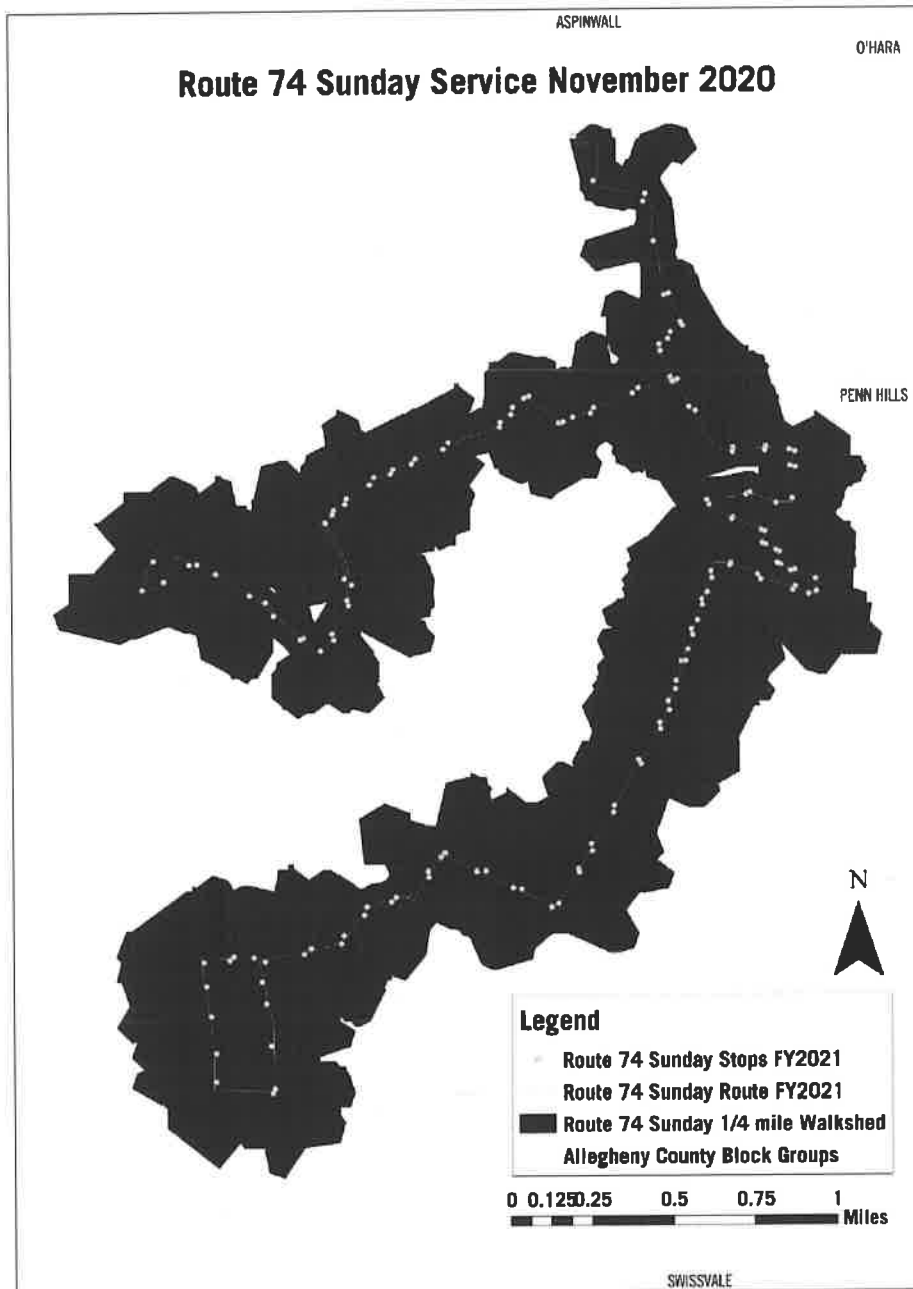 ASPINWALL
O'HARA
Route 74 Sunday Service November 2020
PENN HILLS
N
Legend
Route 74 Sunday Stops FY2021
Route 74 Sunday Route FY2021
Route 74 Sunday 1/4 mile Walkshed
Allegheny County Block Groups
0 0.1250.25 0.5 0.75 1
Miles
SWISSVALE